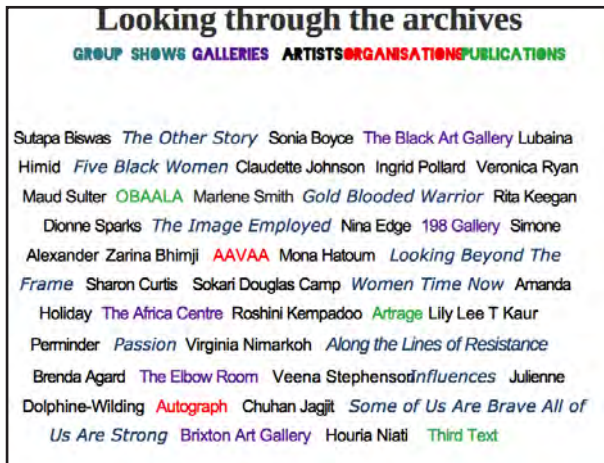 Looking through the archives
GROUP SHOWS GALLERIES ARTISTS ORGANISATIONS PUBLICATIONS
Sutapa Biswas The Other Story Sonia Boyce The Black Art Gallery Lubaina
Himid Five Black Women Claudette Johnson Ingrid Pollard Veronica Ryan
Maud Sulter OBAALA Marlene Smith Gold Blooded Warrior Rita Keegan
Dionne Sparks The Image Employed Nina Edge 198 Gallery Simone
Alexander Zarina Bhimji AAVAA Mona Hatoum Looking Beyond The
Frame Sharon Curtis Sokari Douglas Camp Women Time Now Amanda
Holiday The Africa Centre Roshini Kempadoo Artrage Lily Lee T Kaur
Perminder Passion Virginia Nimarkoh Along the Lines of Resistance
Brenda Agard The Elbow Room Veena Stephenson Influences Julienne
Dolphine-Wilding Autograph Chuhan Jagjit Some of Us Are Brave All of
Us Are Strong Brixton Art Gallery Houria Niati Third Text